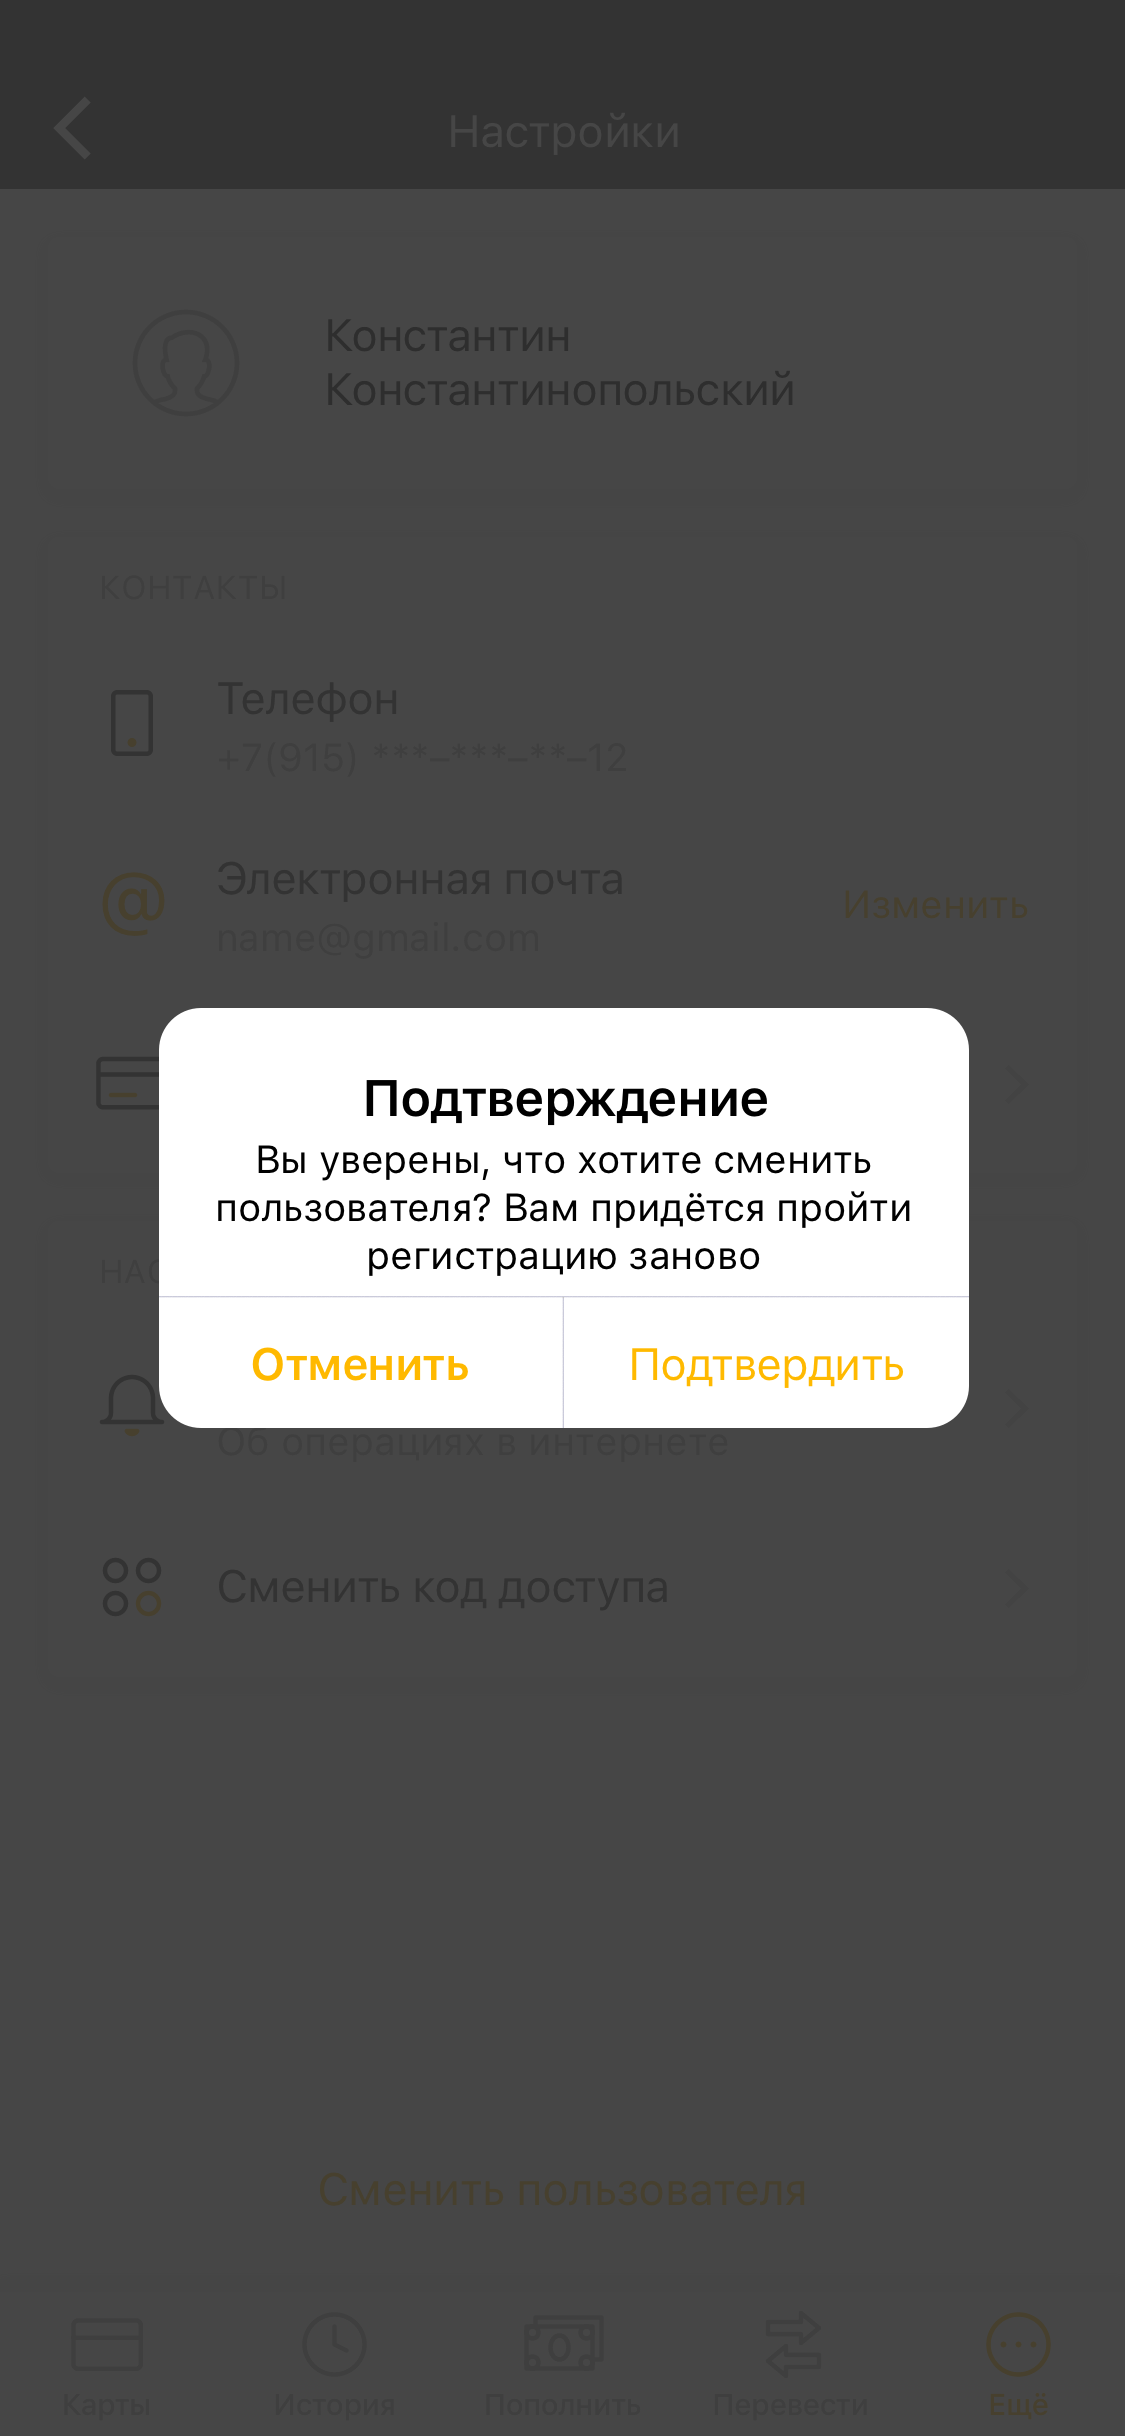 Настройки
Константин
Константинопольский
КОНТАКТЫ
Телефон
+7(915) ***–***–**–12
Электронная почта
name@gmail.com
Изменить
Подтверждение
Вы уверены, что хотите сменить
пользователя? Вам придётся пройти
регистрацию заново
Отменить
Подтвердить
Об операциях в интернете
Сменить код доступа
Сменить пользователя
Карты
История
Пополнить
Перевести
Ещё